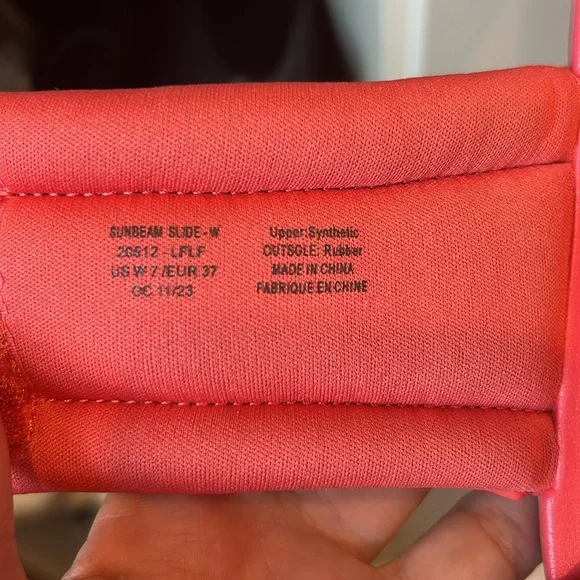 SUNBEAM SLIDE - W
20512 - LFLF
US W 7 /EUR 37
OC 11/23
Upper:Synthetic
OUTSOLE: Rubber
MADE IN CHINA
FABRIQUE EN CHINE